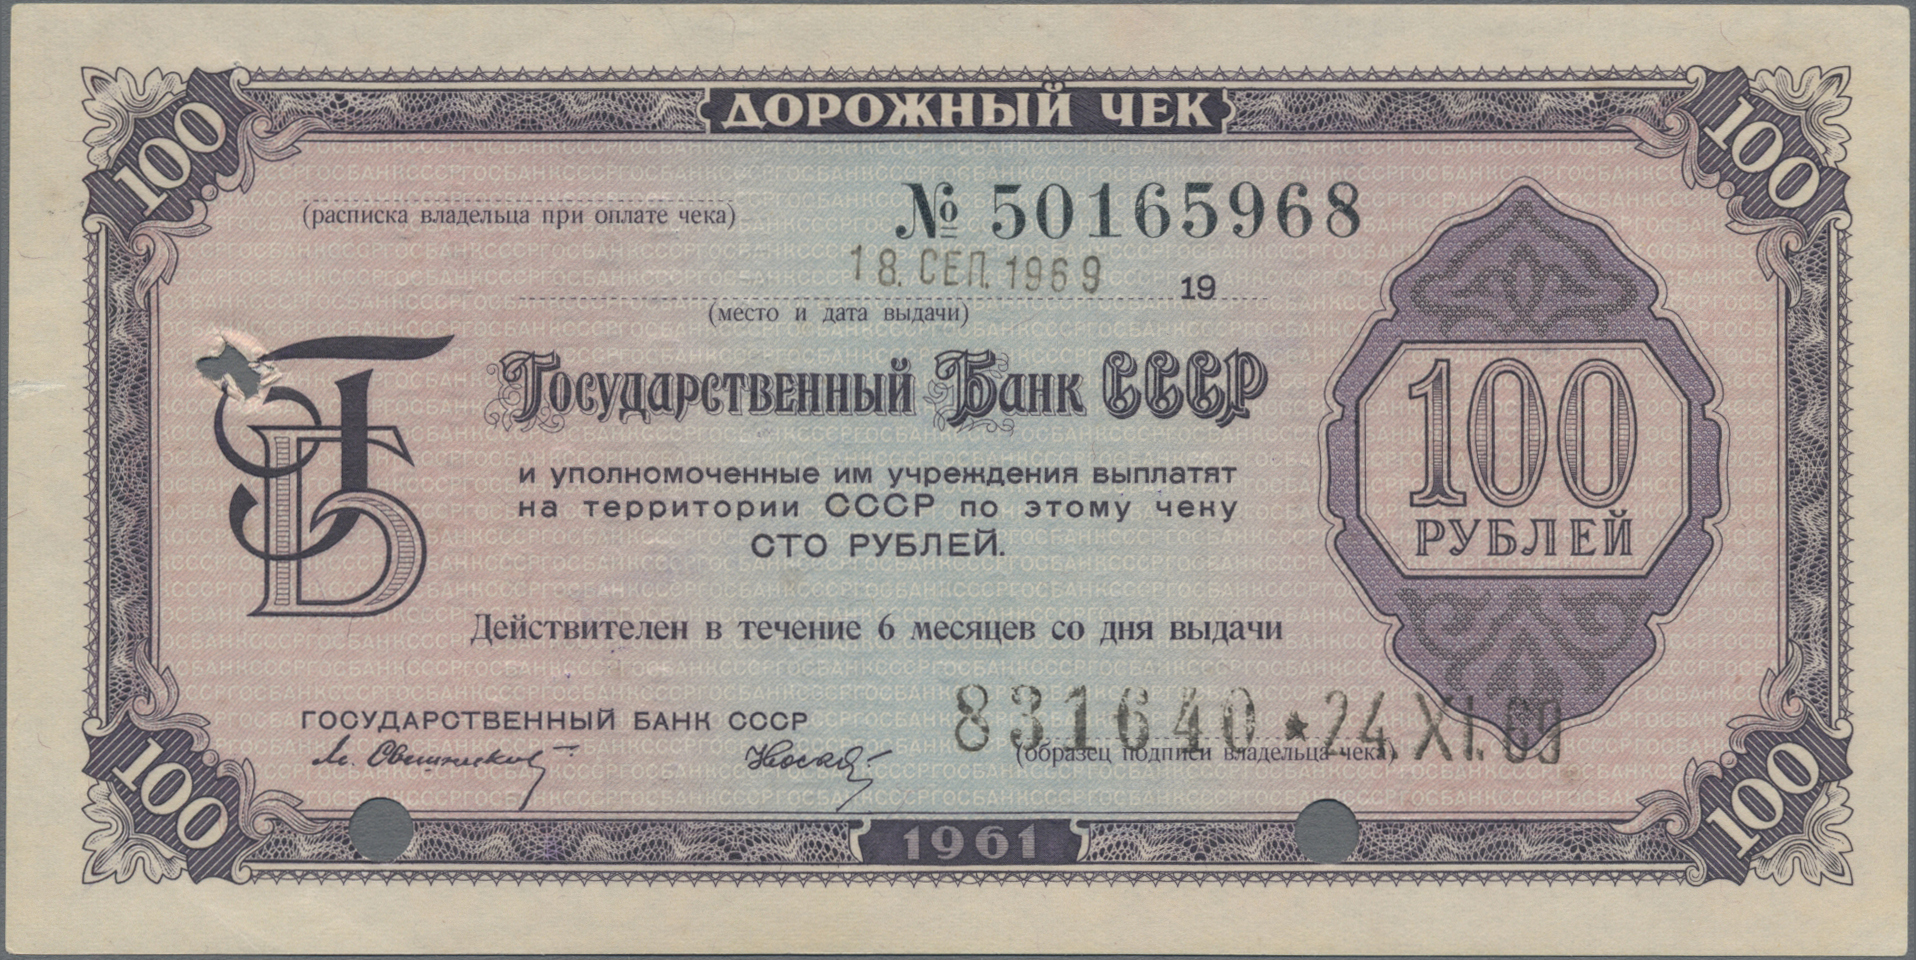 ДОРОЖНЫЙ ЧЕК
100
100
(расписка владельца при оплате чека)
№ 50165968
18. СЕП. 1969
19
(место и дата выдачи)
ГБ
Государственный Банк СССР
и уполномоченные им учреждения выплатят
на территории СССР по этому чеку
СТО РУБЛЕЙ.
100
РУБЛЕЙ
Действителен в течение 6 месяцев со дня выдачи
ГОСУДАРСТВЕННЫЙ БАНК СССР
831640 ★ 24. XI. 69
(образец подписи владельца чека)
100
1961
100